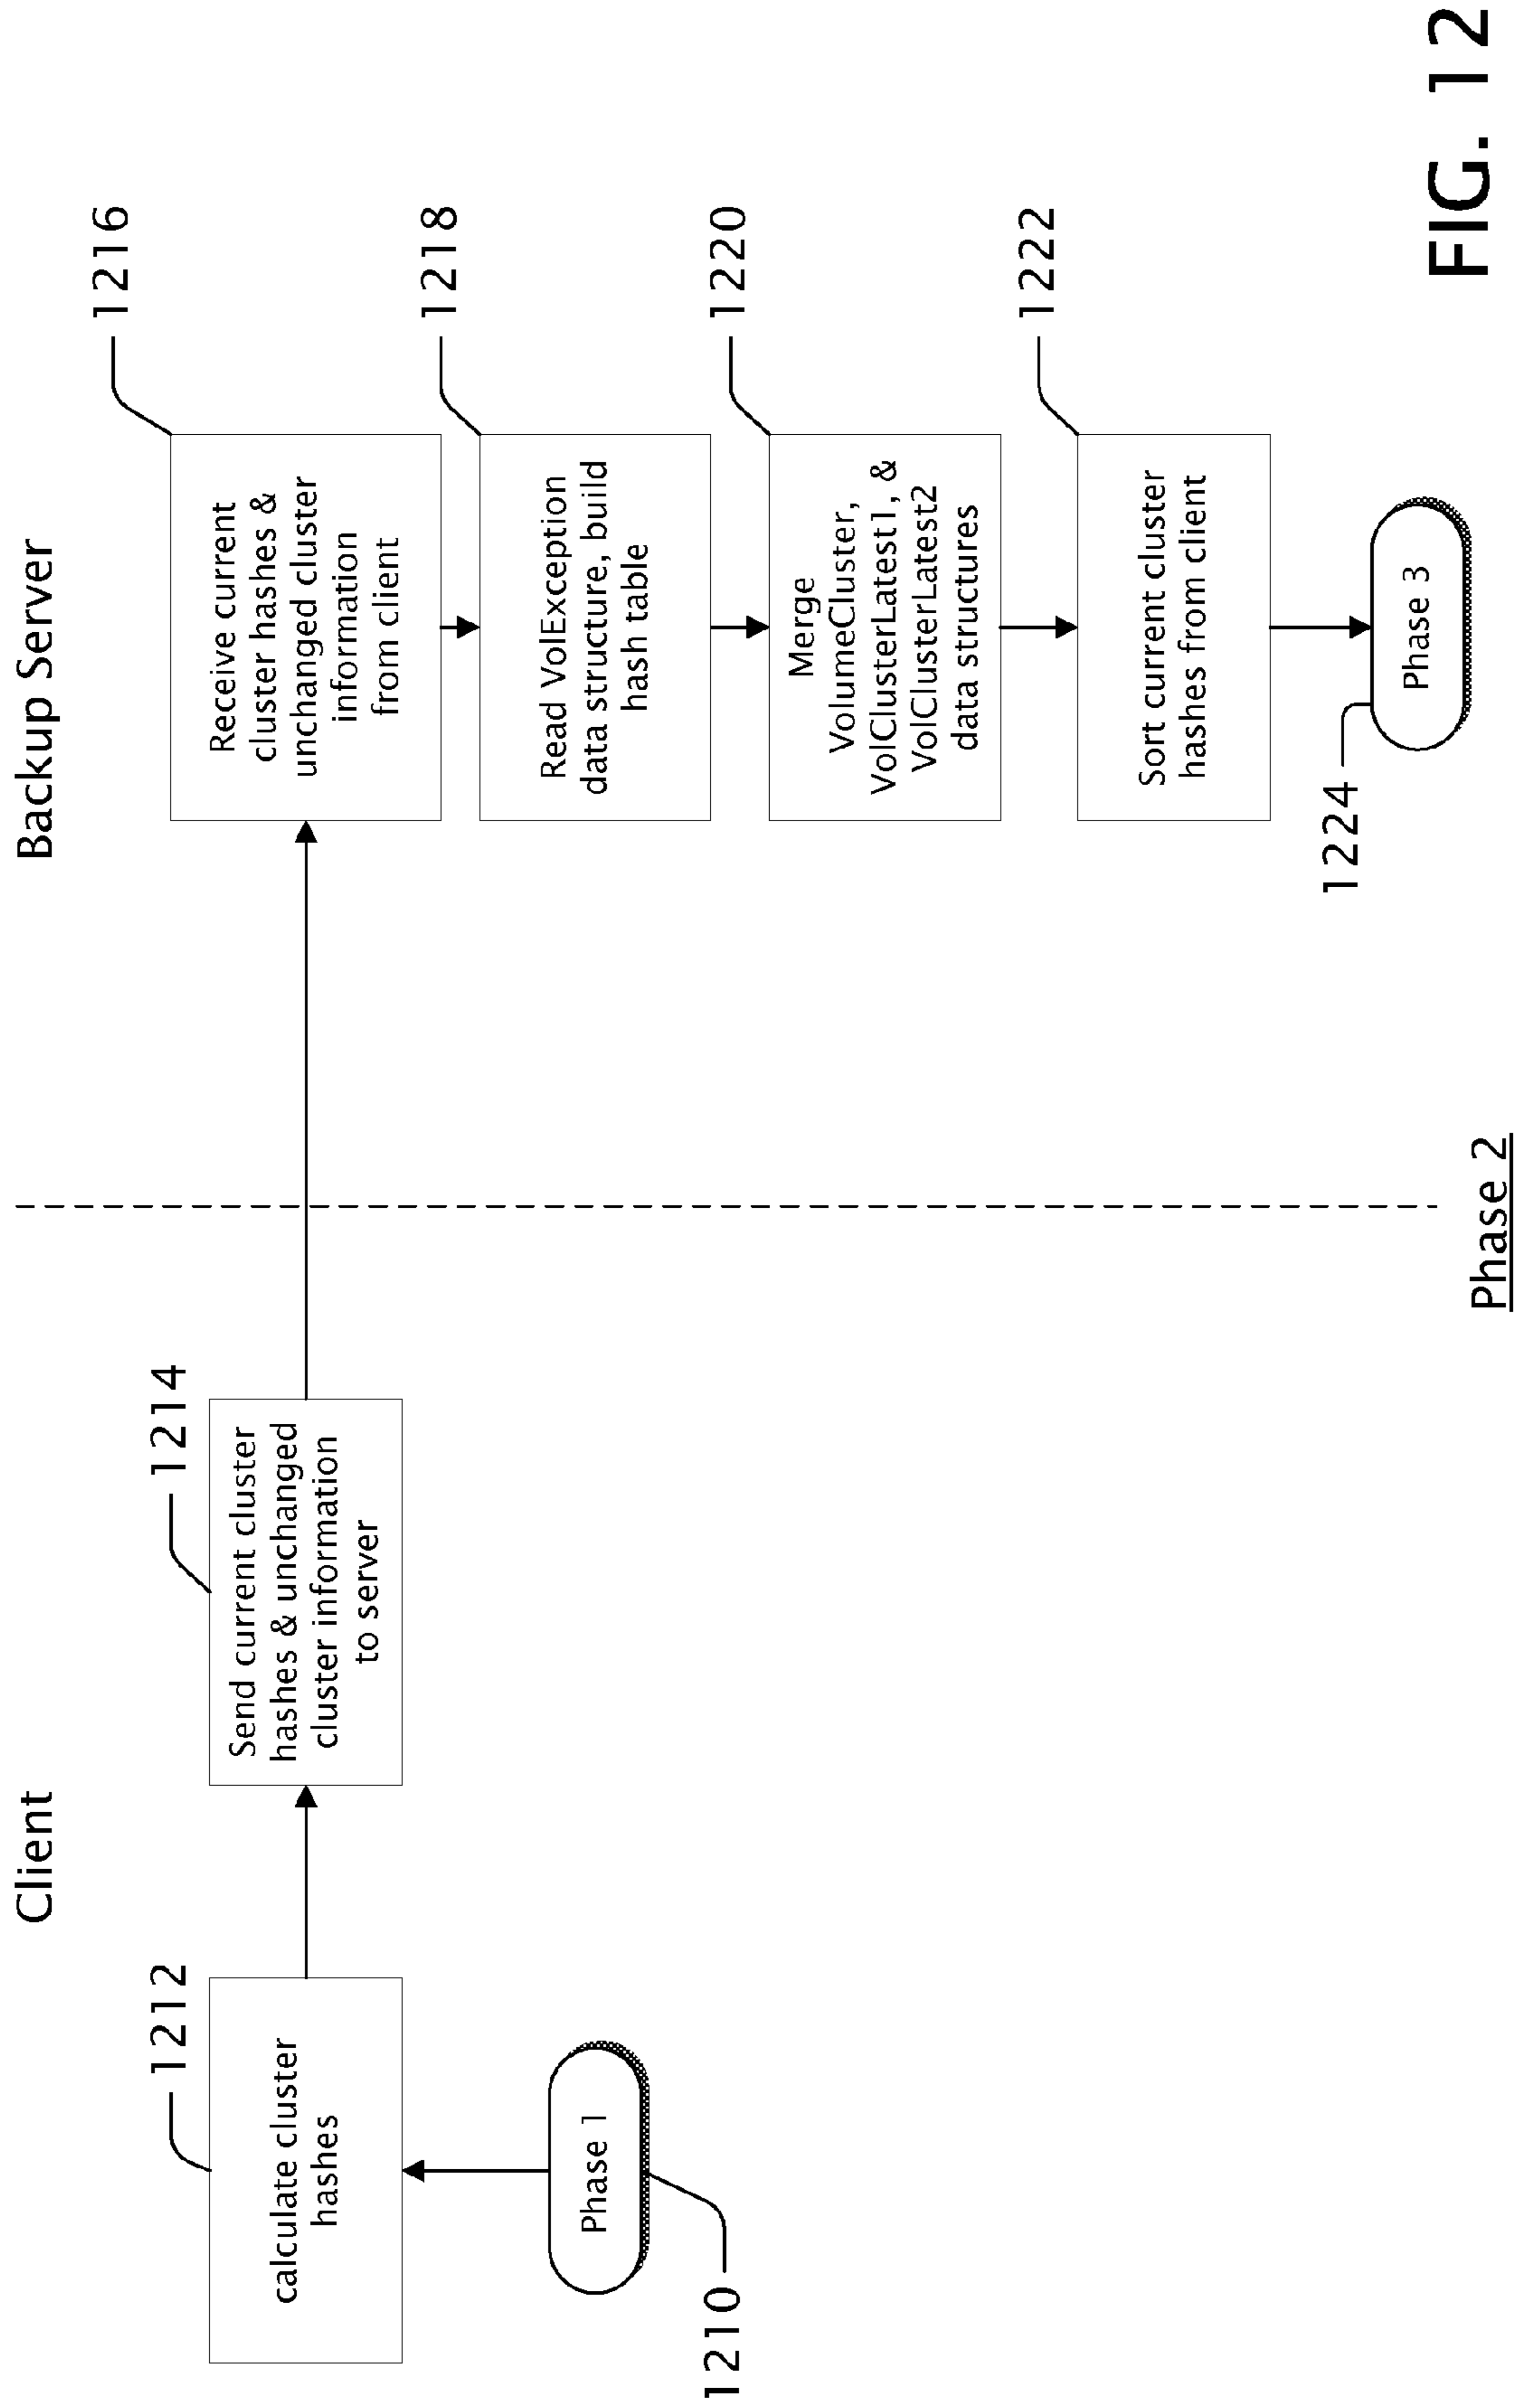 Client
Backup Server
1212
calculate cluster
hashes
Phase 1
1210
1214
Send current cluster
hashes & unchanged
cluster information
to server
1216
Receive current
cluster hashes &
unchanged cluster
information
from client
1218
Read VolException
data structure, build
hash table
1220
Merge
VolumeCluster,
VolClusterLatest1, &
VolClusterLatest2
data structures
1222
Sort current cluster
hashes from client
1224
Phase 3
Phase 2
FIG. 12